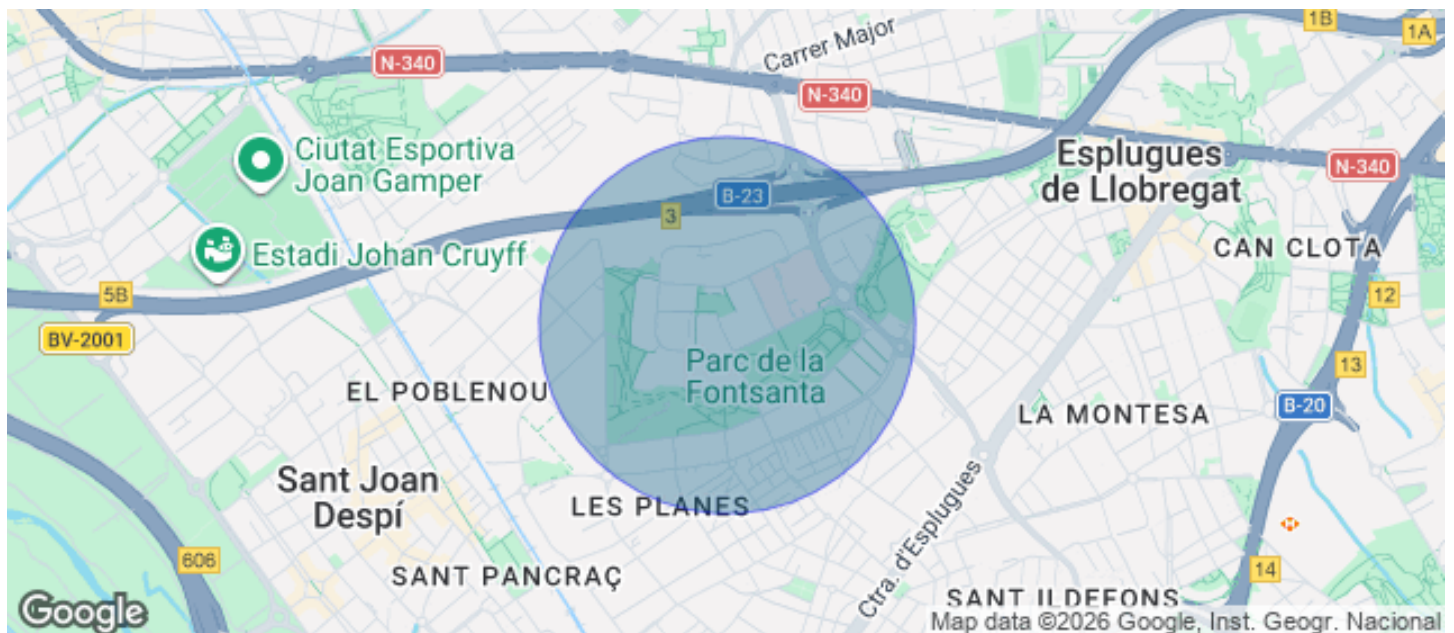 1B
1A
Carrer Major
N-340
N-340
N-340
Ciutat Esportiva
Joan Gamper
Esplugues
de Llobregat
B-23
3
CAN CLOTA
Estadi Johan Cruyff
5B
12
BV-2001
Parc de la
Fontsanta
13
EL POBLENOU
B-20
LA MONTESA
Sant Joan
Despí
LES PLANES
606
SANT PANCRAÇ
Ctra. d'Esplugues
14
SANT ILDEFONS
Google
Map data ©2026 Google, Inst. Geogr. Nacional